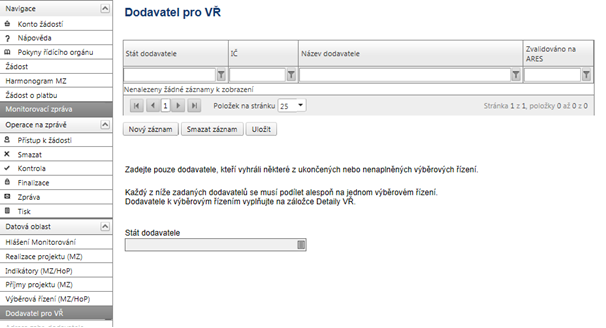 Navigace
Konto žádostí
Nápověda
Pokyny řídícího orgánu
Žádost
Harmonogram MZ
Žádost o platbu
Monitorovací zpráva
Operace na zprávě
Přístup k žádosti
Smazat
Kontrola
Finalizace
Zpráva
Tisk
Datová oblast
Hlášení Monitorování
Realizace projektu (MZ)
Indikátory (MZ/HoP)
Příjmy projektu (MZ)
Výběrová řízení (MZ/HoP)
Dodavatel pro VŘ
Dodavatel pro VŘ
Stát dodavatele IČ Název dodavatele Zvalidováno na
ARES
Nenalezeny žádné záznamy k zobrazení
1 Položek na stránku 25 Stránka 1 z 1, položky 0 až 0 z 0
Nový záznam Smazat záznam Uložit
Zadejte pouze dodavatele, kteří vyhráli některé z ukončených nebo nenaplněných výběrových řízení.
Každý z níže zadaných dodavatelů se musí podílet alespoň na jednom výběrovém řízení.
Dodavatele k výběrovým řízením vyplňujte na záložce Detaily VŘ.
Stát dodavatele